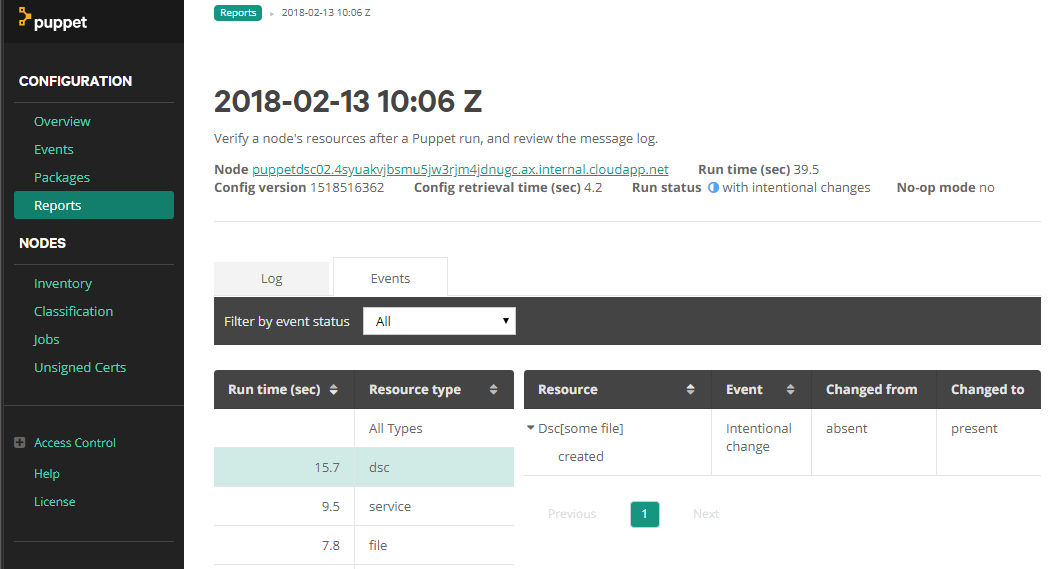 puppet
CONFIGURATION
Overview
Events
Packages
Reports
NODES
Inventory
Classification
Jobs
Unsigned Certs
Access Control
Help
License
Reports ▸ 2018-02-13 10:06 Z
2018-02-13 10:06 Z
Verify a node's resources after a Puppet run, and review the message log.
Node puppetdsc02.4syuakvjbsmu5jw3rjm4jdnugc.ax.internal.cloudapp.net Run time (sec) 39.5
Config version 1518516362 Config retrieval time (sec) 4.2 Run status with intentional changes No-op mode no
Log Events
Filter by event status All
Run time (sec) Resource type
All Types
15.7 dsc
9.5 service
7.8 file
Resource Event Changed from Changed to
Dsc[some file] Intentional absent present
change
created
Previous 1 Next